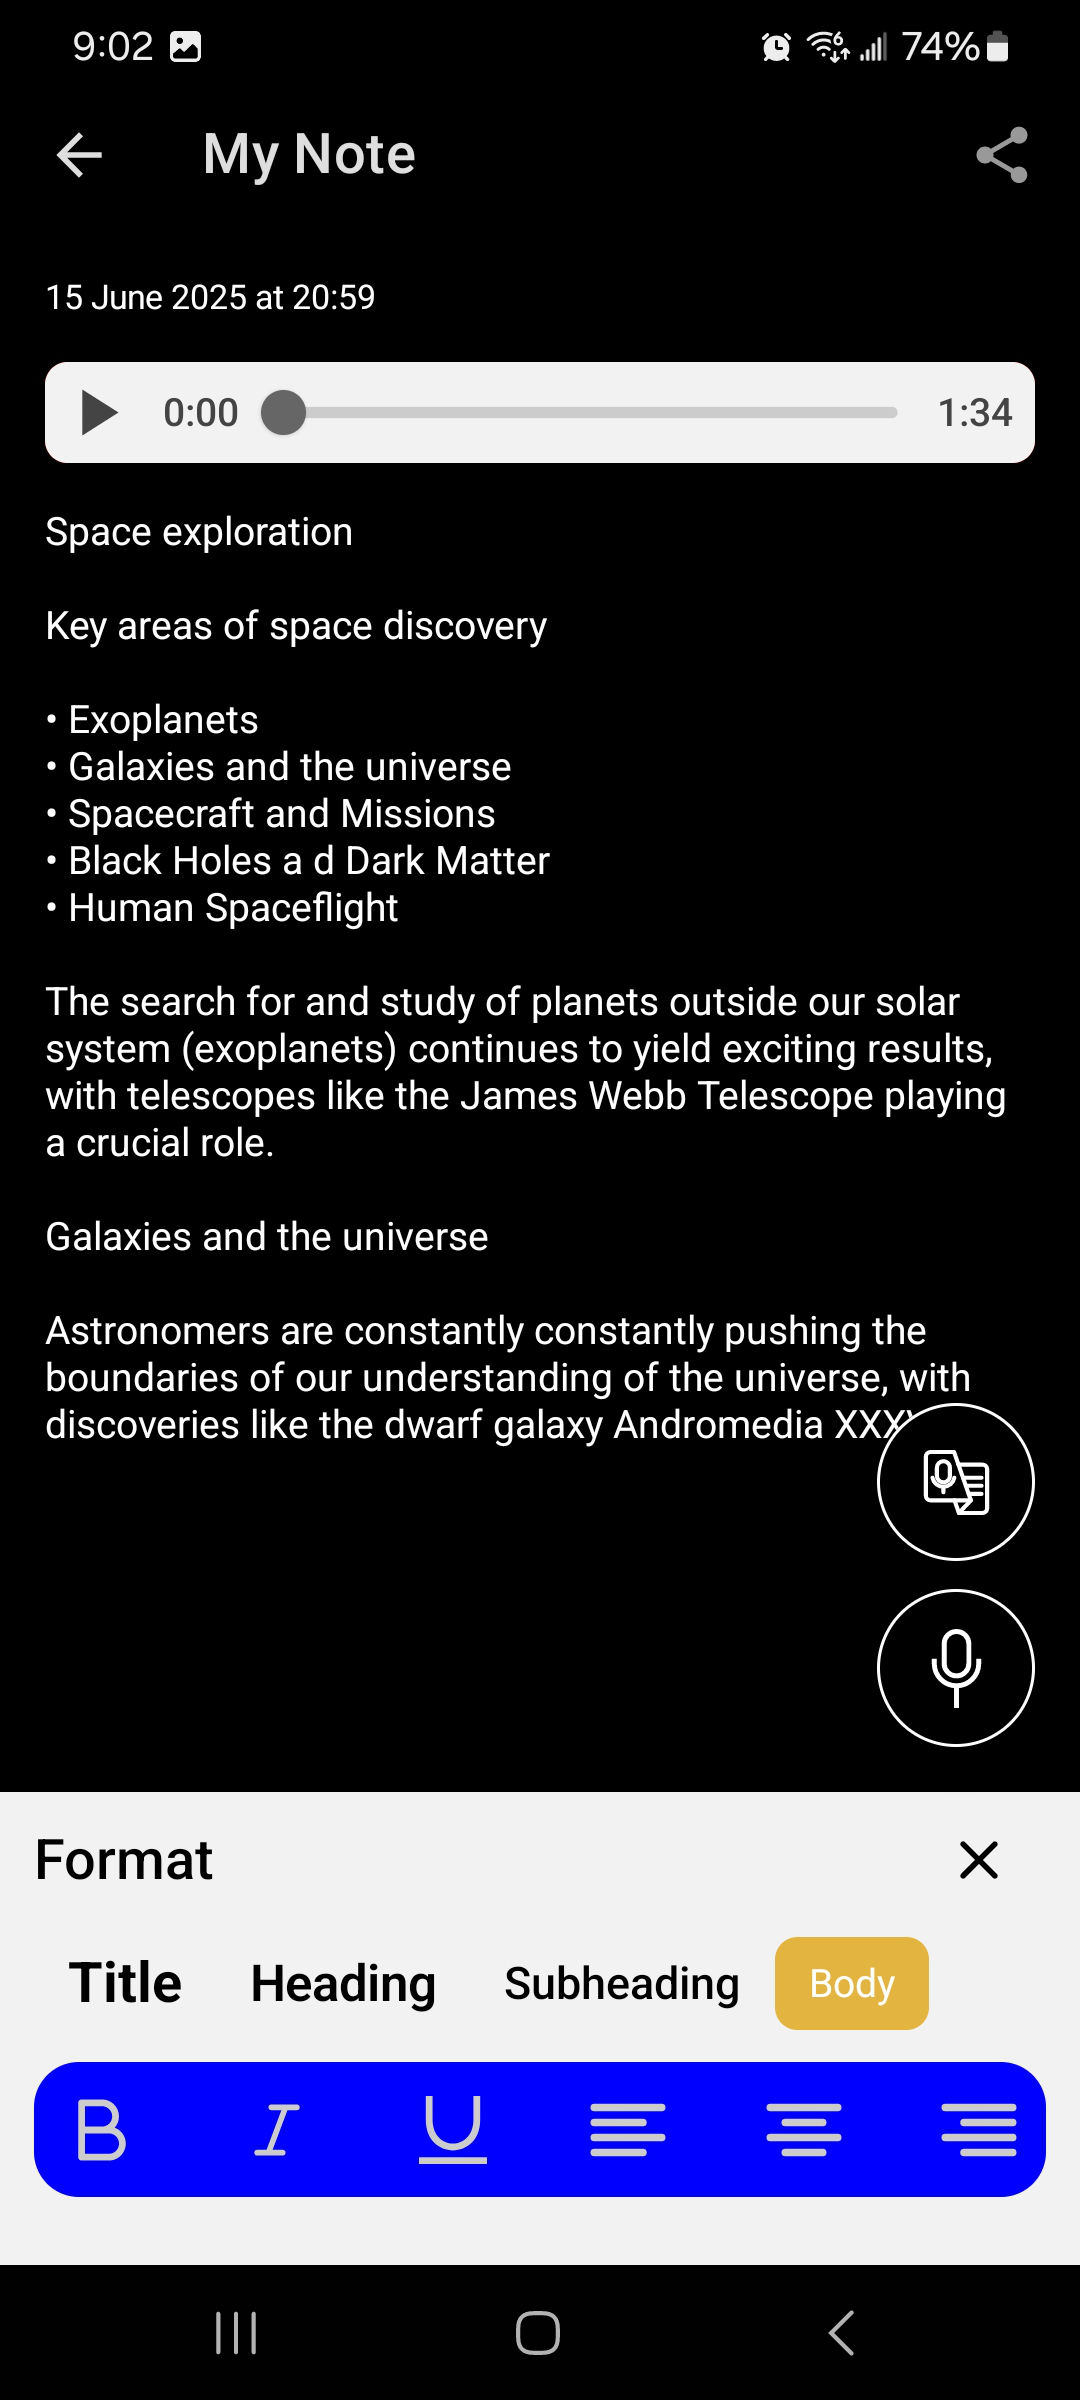 9:02
6
74%
My Note
15 June 2025 at 20:59
0:00
1:34
Space exploration
Key areas of space discovery
• Exoplanets
• Galaxies and the universe
• Spacecraft and Missions
• Black Holes a d Dark Matter
• Human Spaceflight
The search for and study of planets outside our solar
system (exoplanets) continues to yield exciting results,
with telescopes like the James Webb Telescope playing
a crucial role.
Galaxies and the universe
Astronomers are constantly constantly pushing the
boundaries of our understanding of the universe, with
discoveries like the dwarf galaxy Andromedia
Format
Title Heading Subheading Body
B I U